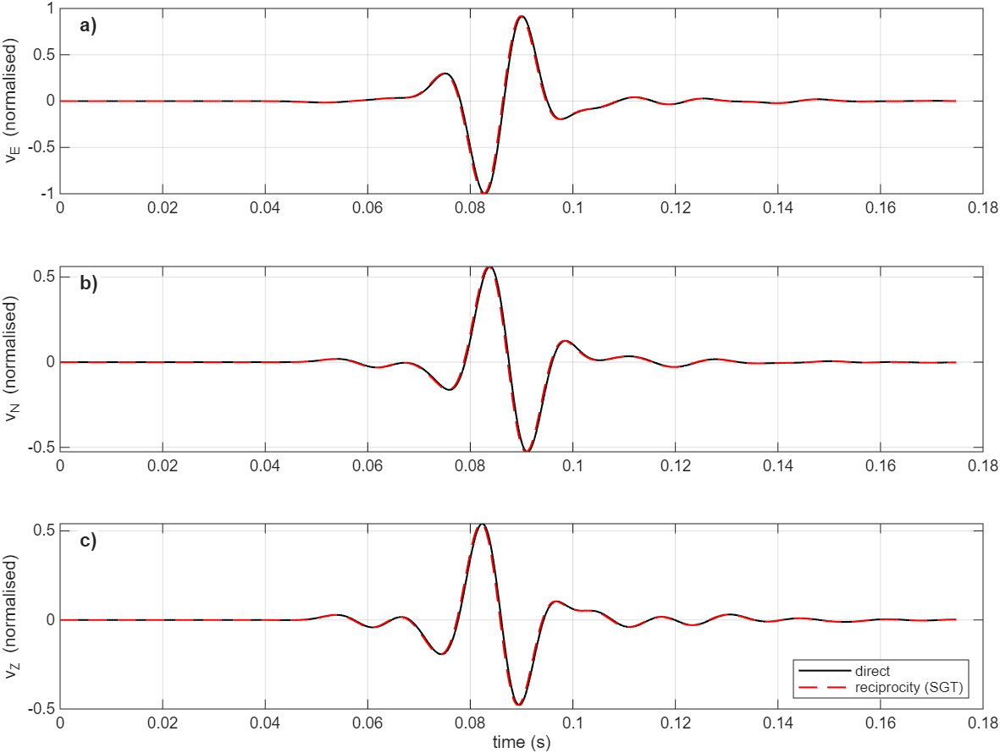 a)
1
0.5
0
-0.5
-1
v_E (normalised)
0 0.02 0.04 0.06 0.08 0.1 0.12 0.14 0.16 0.18
b)
0.5
0
-0.5
v_N (normalised)
0 0.02 0.04 0.06 0.08 0.1 0.12 0.14 0.16 0.18
c)
0.5
0
-0.5
v_Z (normalised)
direct
reciprocity (SGT)
0 0.02 0.04 0.06 0.08 0.1 0.12 0.14 0.16 0.18
time (s)